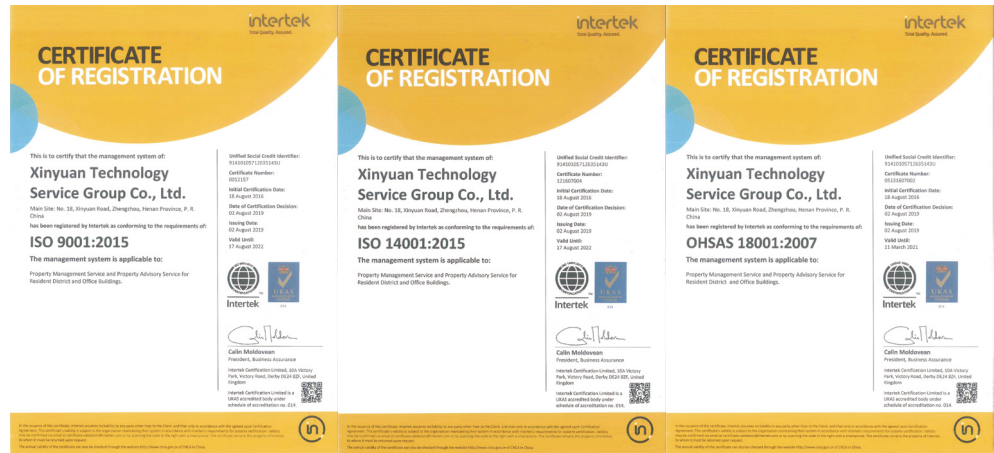 intertek
Total Quality. Assured.
CERTIFICATE
OF REGISTRATION
This is to certify that the management system of:
Xinyuan Technology
Service Group Co., Ltd.
Main Site: No. 18, Xinyuan Road, Zhengzhou, Henan Province, P. R.
China
has been registered by Intertek as conforming to the requirements of:
ISO 9001:2015
The management system is applicable to:
Property Management Service and Property Advisory Service for
Resident District and Office Buildings.
Unified Social Credit Identifier:
Certificate Number:
0052157
Initial Certification Date:
18 August 2016
Date of Certification Decision:
02 August 2019
Issuing Date:
02 August 2019
Valid Until:
17 August 2022
Intertek
UKAS
014
Calin Moldovean
President, Business Assurance
Intertek Certification Limited, 10A Victory
Park, Victory Road, Derby DE24 8ZF, United
Kingdom
Intertek Certification Limited is a
UKAS accredited body under
schedule of accreditation no. 014.
in
intertek
Total Quality. Assured.
CERTIFICATE
OF REGISTRATION
This is to certify that the management system of:
Xinyuan Technology
Service Group Co., Ltd.
Main Site: No. 18, Xinyuan Road, Zhengzhou, Henan Province, P. R.
China
has been registered by Intertek as conforming to the requirements of:
ISO 14001:2015
The management system is applicable to:
Property Management Service and Property Advisory Service for
Resident District and Office Buildings.
Unified Social Credit Identifier:
Certificate Number:
121607004
Initial Certification Date:
18 August 2016
Date of Certification Decision:
02 August 2019
Issuing Date:
02 August 2019
Valid Until:
17 August 2022
Intertek
UKAS
014
Calin Moldovean
President, Business Assurance
Intertek Certification Limited, 10A Victory
Park, Victory Road, Derby DE24 8ZF, United
Kingdom
Intertek Certification Limited is a
UKAS accredited body under
schedule of accreditation no. 014.
in
intertek
Total Quality. Assured.
CERTIFICATE
OF REGISTRATION
This is to certify that the management system of:
Xinyuan Technology
Service Group Co., Ltd.
Main Site: No. 18, Xinyuan Road, Zhengzhou, Henan Province, P. R.
China
has been registered by Intertek as conforming to the requirements of:
OHSAS 18001:2007
The management system is applicable to:
Property Management Service and Property Advisory Service for
Resident District and Office Buildings.
Unified Social Credit Identifier:
Certificate Number:
Initial Certification Date:
18 August 2016
Date of Certification Decision:
02 August 2019
Issuing Date:
02 August 2019
Valid Until:
11 March 2021
Intertek
UKAS
014
Calin Moldovean
President, Business Assurance
Intertek Certification Limited, 10A Victory
Park, Victory Road, Derby DE24 8ZF, United
Kingdom
Intertek Certification Limited is a
UKAS accredited body under
schedule of accreditation no. 014.
in